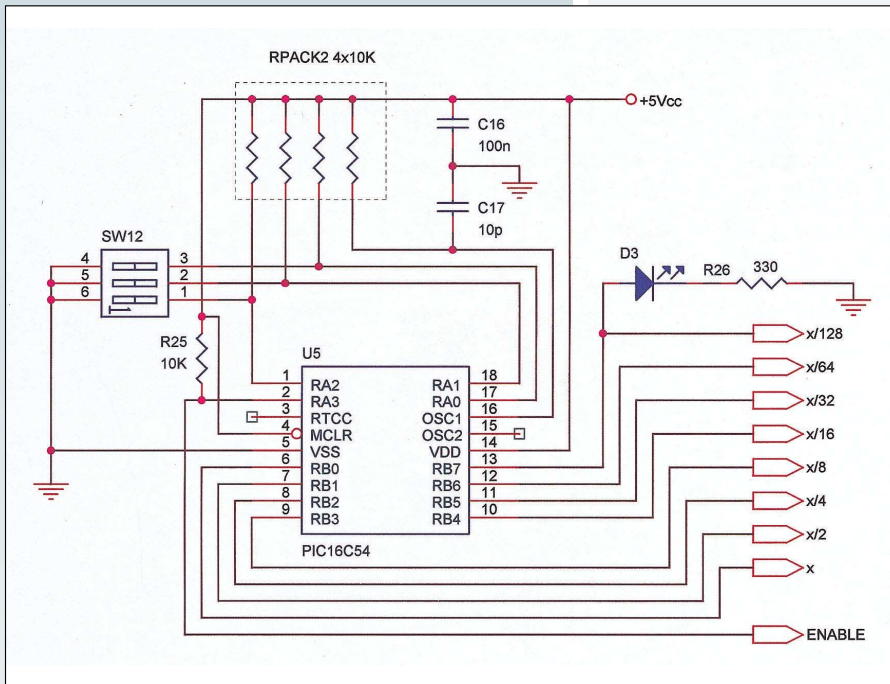 RPACK2 4x10K
+5Vcc
C16
100n
C17
10p
SW12
4 3
5 2
6 1
1
D3
R26 330
R25
10K
x/128
x/64
x/32
x/16
x/8
x/4
x/2
x
ENABLE
U5
1 RA2 RA1 18
2 RA3 RA0 17
3 RTCC OSC1 16
4 MCLR OSC2 15
5 VSS VDD 14
6 RB0 RB7 13
7 RB1 RB6 12
8 RB2 RB5 11
9 RB3 RB4 10
PIC16C54